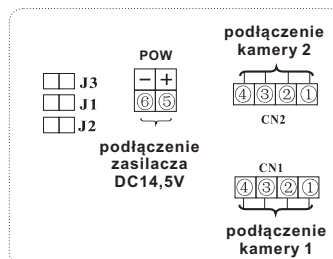 podłączenie
kamery 2
POW
− +
⑥ ⑤
J3
J1
J2
④ ③ ② ①
CN2
podłączenie
zasilacza
DC14,5V
CN1
④ ③ ② ①
podłączenie
kamery 1